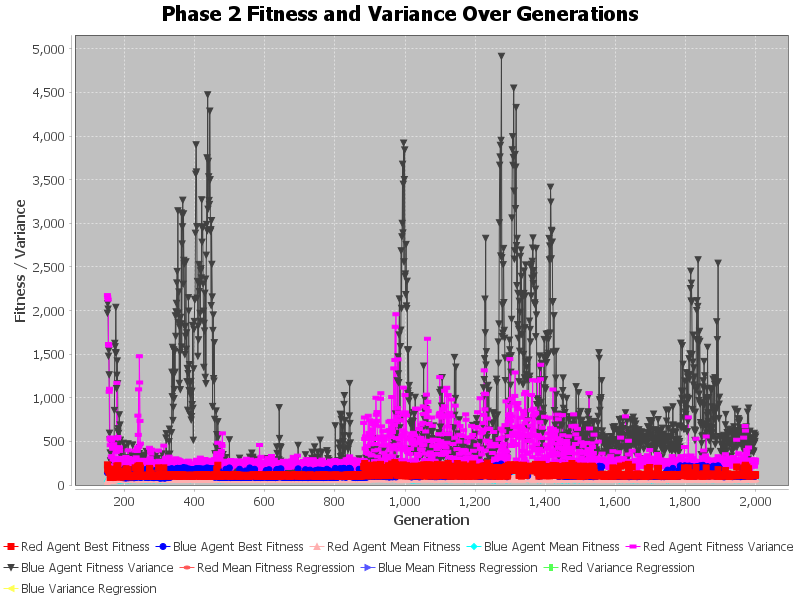 Phase 2 Fitness and Variance Over Generations
5,000
4,500
4,000
3,500
3,000
2,500
2,000
1,500
1,000
500
0
Fitness / Variance
200 400 600 800 1,000 1,200 1,400 1,600 1,800 2,000
Generation
Red Agent Best Fitness Blue Agent Best Fitness Red Agent Mean Fitness Blue Agent Mean Fitness Red Agent Fitness Variance
Blue Agent Fitness Variance Red Mean Fitness Regression Blue Mean Fitness Regression Red Variance Regression
Blue Variance Regression